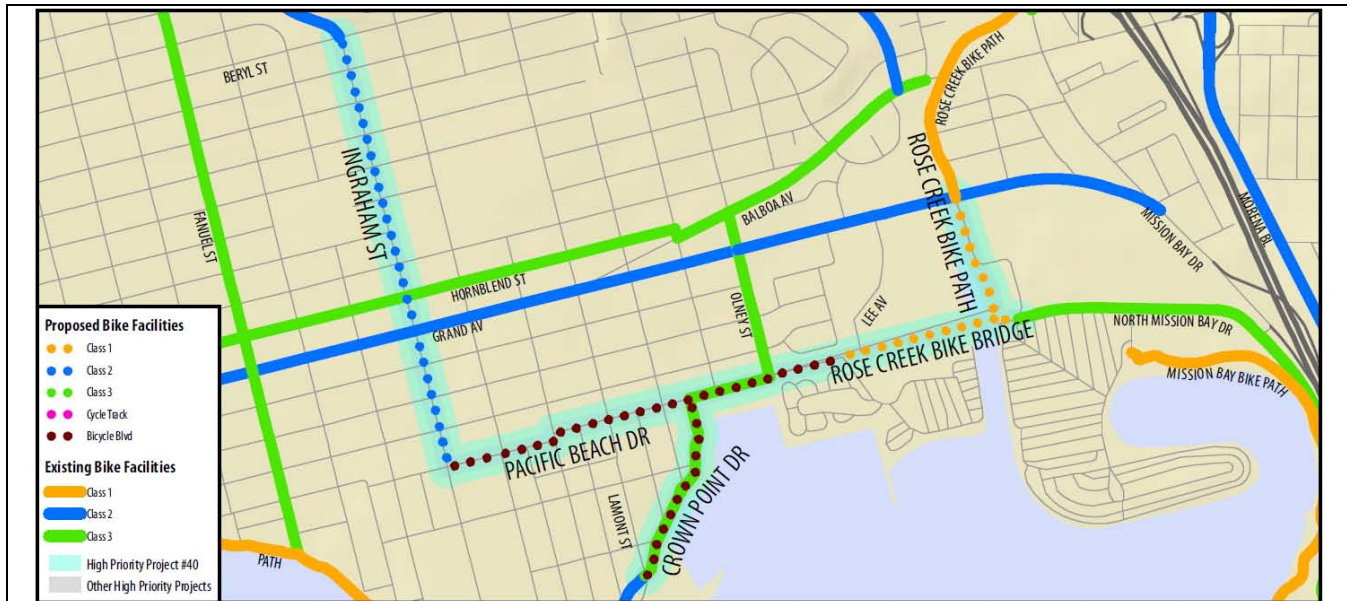 BERYL ST
ROSE CREEK BIKE PATH
INGRAHAM ST
ROSE CREEK BIKE PATH
FANUEL ST
BALBOA AV
MISSION BAY DR
MORENA BL
HORNBLEND ST
GRAND AV
OLNEY ST
LEE AV
NORTH MISSION BAY DR
ROSE CREEK BIKE BRIDGE
MISSION BAY BIKE PATH
PACIFIC BEACH DR
LAMONT ST
CROWN POINT DR
PATH
Proposed Bike Facilities
Class 1
Class 2
Class 3
Cycle Track
Bicycle Blvd
Existing Bike Facilities
Class 1
Class 2
Class 3
High Priority Project #40
Other High Priority Projects